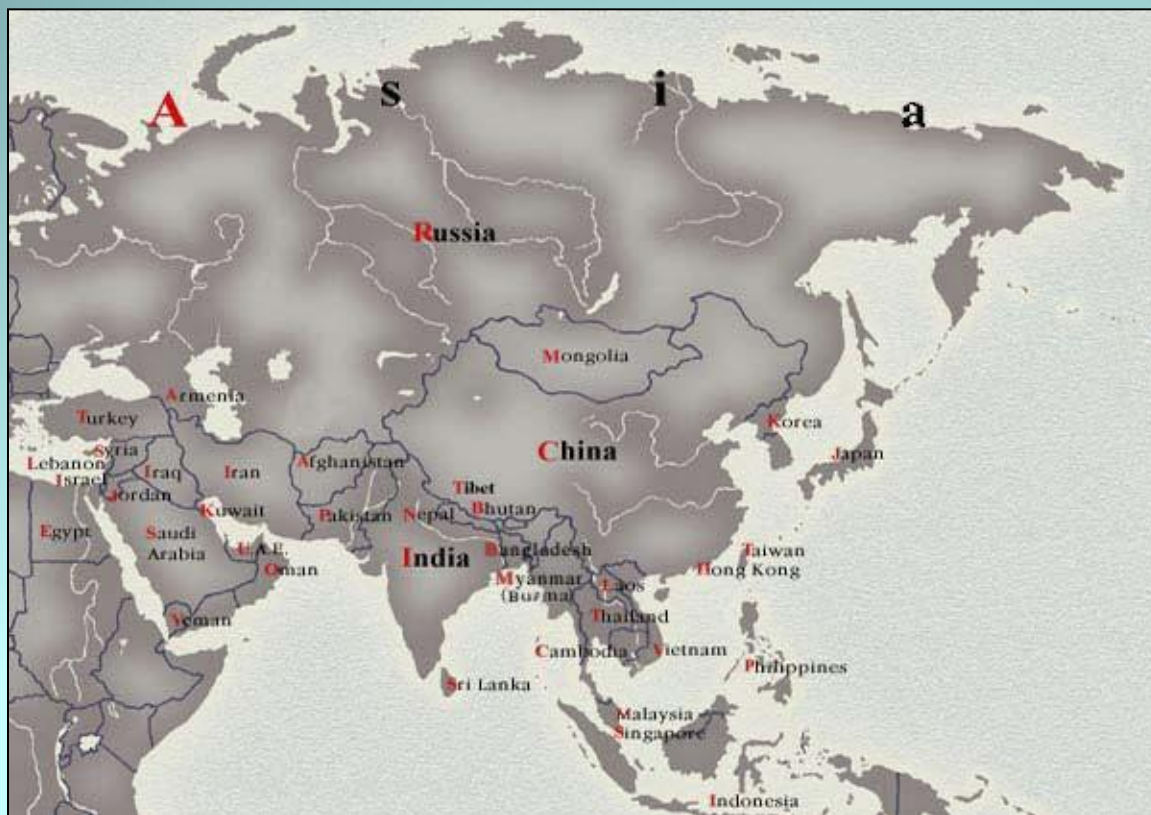 Asia
Russia
Mongolia
Armenia
Turkey
Korea
Syria
China
Japan
Lebanon
Iraq
Iran
Afghanistan
Israel
Tibet
Jordan
Kuwait
Pakistan
Nepal
Bhutan
Egypt
Saudi
Arabia
U.A.E.
India
Bangladesh
Taiwan
Oman
Myanmar
(Burma)
Laos
Hong Kong
Yeman
Thailand
Cambodia
Vietnam
Philippines
Sri Lanka
Malaysia
Singapore
Indonesia